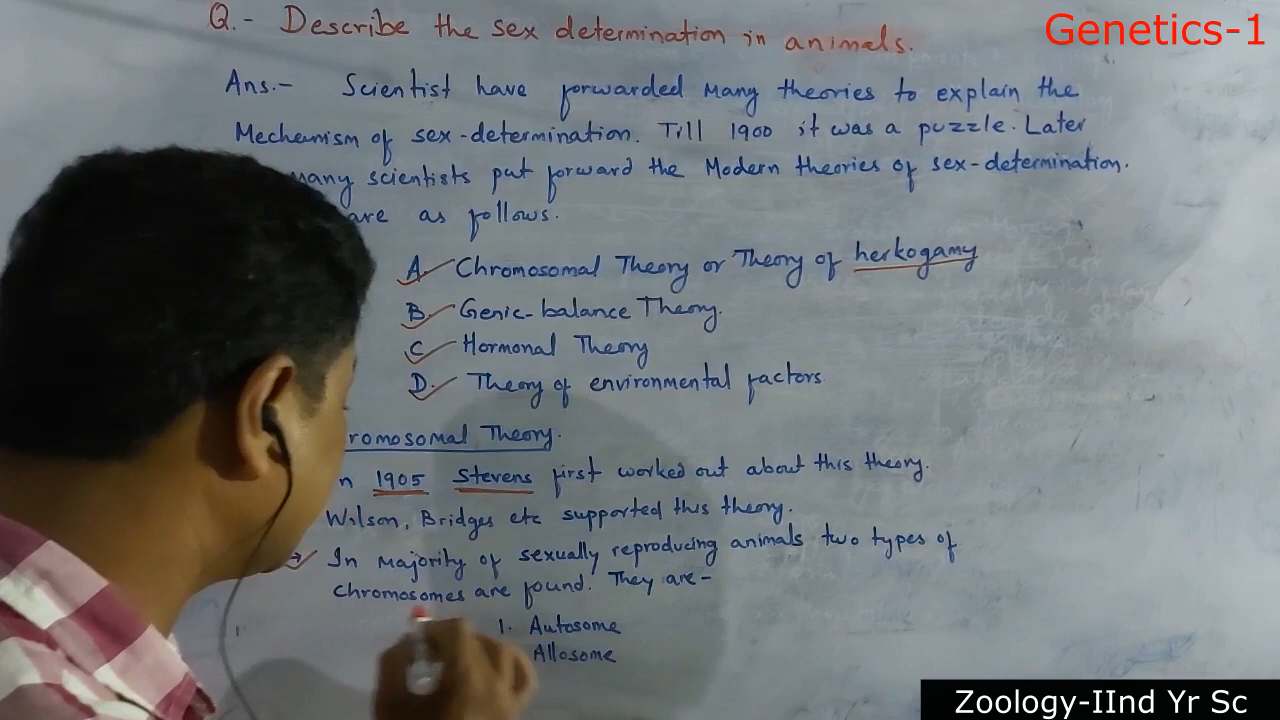 Q.- Describe the sex determination in animals.
Genetics-1
Ans.- Scientist have forwarded many theories to explain the
Mechanism of sex-determination. Till 1900 it was a puzzle. Later
many scientists put forward the Modern theories of sex-determination.
are as follows.
A. Chromosomal Theory or Theory of herkogamy
B. Genic-balance Theory.
C Hormonal Theory
D. Theory of environmental factors
romosomal Theory.
n 1905 Stevens first worked out about this theory.
Wilson, Bridges etc supported this theory.
→ In majority of sexually reproducing animals two types of
chromosomes are found. They are-
1. Autosome
Allosome
Zoology-IInd Yr Sc